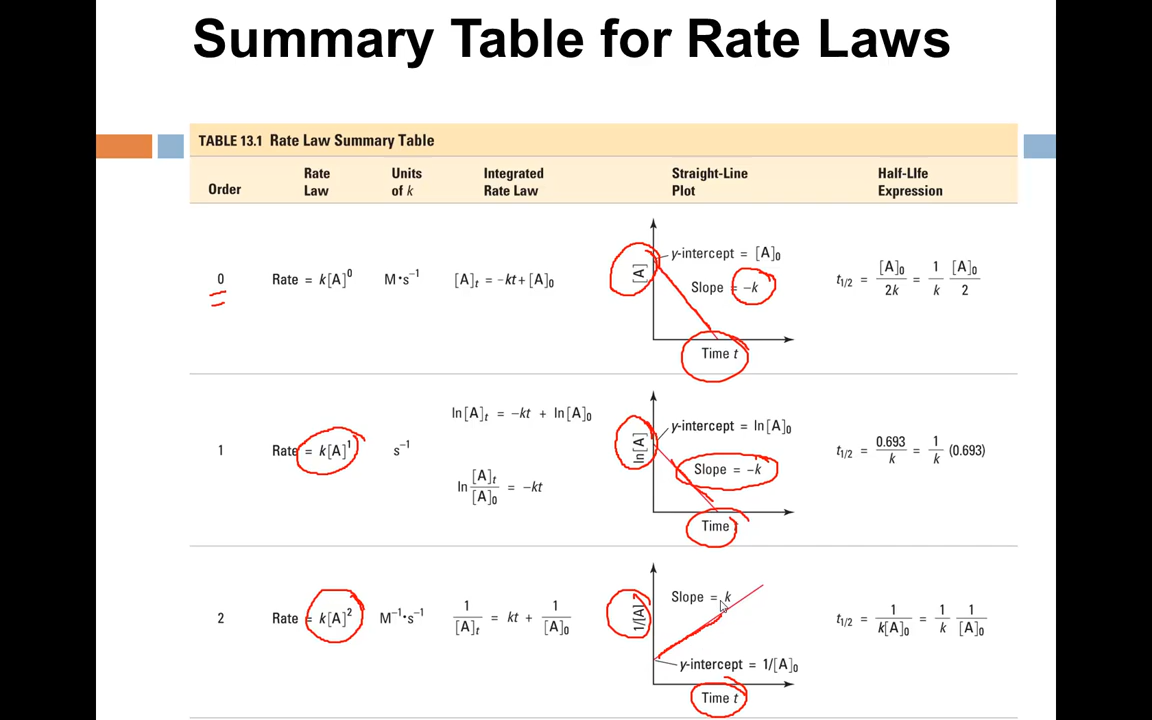 Summary Table for Rate Laws
TABLE 13.1 Rate Law Summary Table
Order Rate Law Units of k Integrated Rate Law Straight-Line Plot Half-LIfe Expression
0 Rate = k[A]⁰ M·s⁻¹ [A]t = −kt + [A]₀
[A]
y-intercept = [A]₀
Slope = −k
Time t
t1/2 = [A]₀/2k = 1/k [A]₀/2
1 Rate = k[A]¹ s⁻¹
ln[A]t = −kt + ln[A]₀
ln [A]t/[A]₀ = −kt
ln[A]
y-intercept = ln[A]₀
Slope = −k
Time t
t1/2 = 0.693/k = 1/k (0.693)
2 Rate = k[A]² M⁻¹·s⁻¹ 1/[A]t = kt + 1/[A]₀
1/[A]
Slope = k
y-intercept = 1/[A]₀
Time t
t1/2 = 1/k[A]₀ = 1/k 1/[A]₀